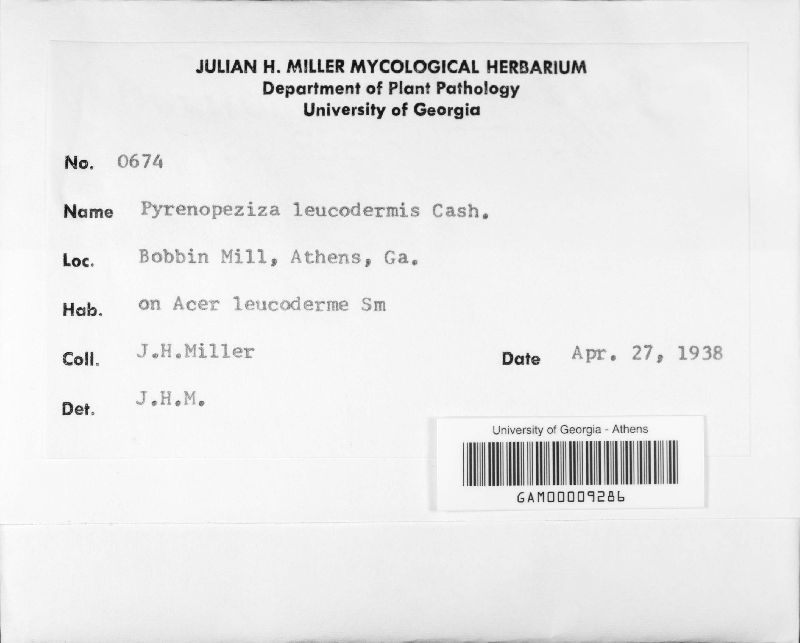 JULIAN H. MILLER MYCOLOGICAL HERBARIUM
Department of Plant Pathology
University of Georgia
No. 0674
Name Pyrenopeziza leucodermis Cash.
Loc. Bobbin Mill, Athens, Ga.
Hab. on Acer leucoderme Sm
Coll. J.H.Miller Date Apr. 27, 1938
Det. J.H.M.
University of Georgia - Athens
GAM00009286